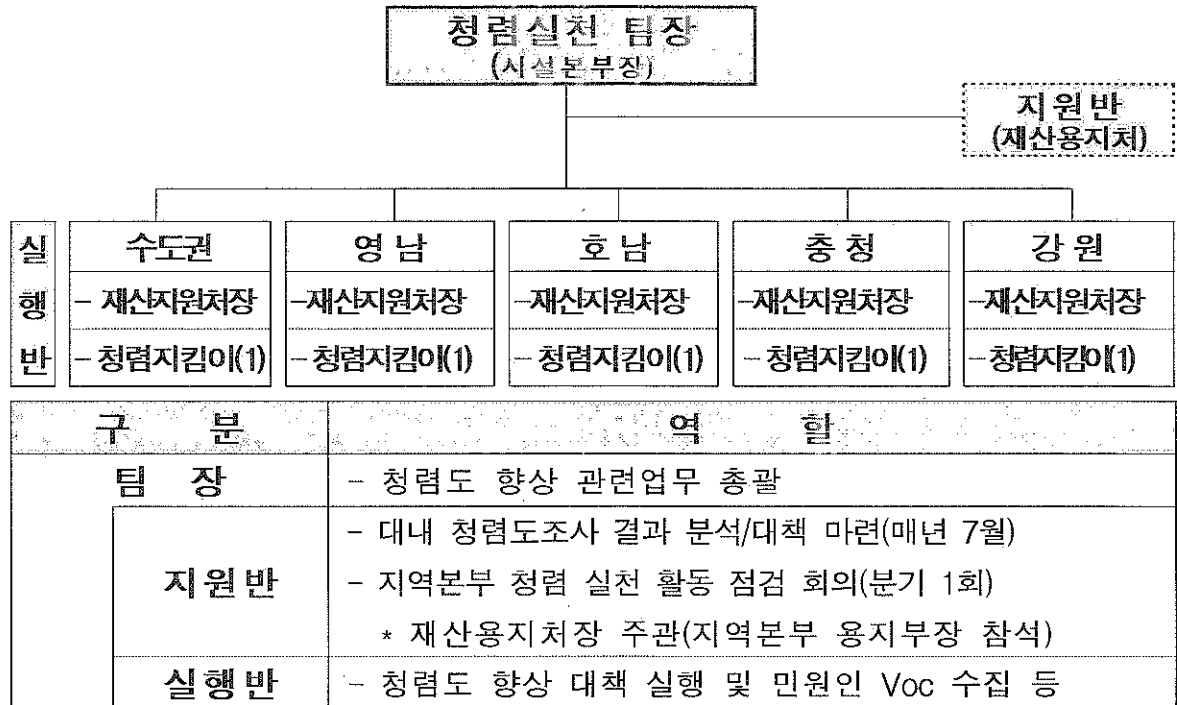 청렴실천 팀장
(시설본부장)
지원반
(재산용지처)
실행반
수도권 영남 호남 충청 강원
- 재산지원처장 -재산지원처장 -재산지원처장 -재산지원처장 -재산지원처장
- 청렴지킴이(1) - 청렴지킴이(1) - 청렴지킴이(1) - 청렴지킴이(1) -청렴지킴이(1)
구 분 역 할
팀 장 - 청렴도 향상 관련업무 총괄
지원반 - 대내 청렴도조사 결과 분석/대책 마련(매년 7월)
- 지역본부 청렴 실천 활동 점검 회의(분기 1회)
* 재산용지처장 주관(지역본부 용지부장 참석)
실행반 - 청렴도 향상 대책 실행 및 민원인 Voc 수집 등